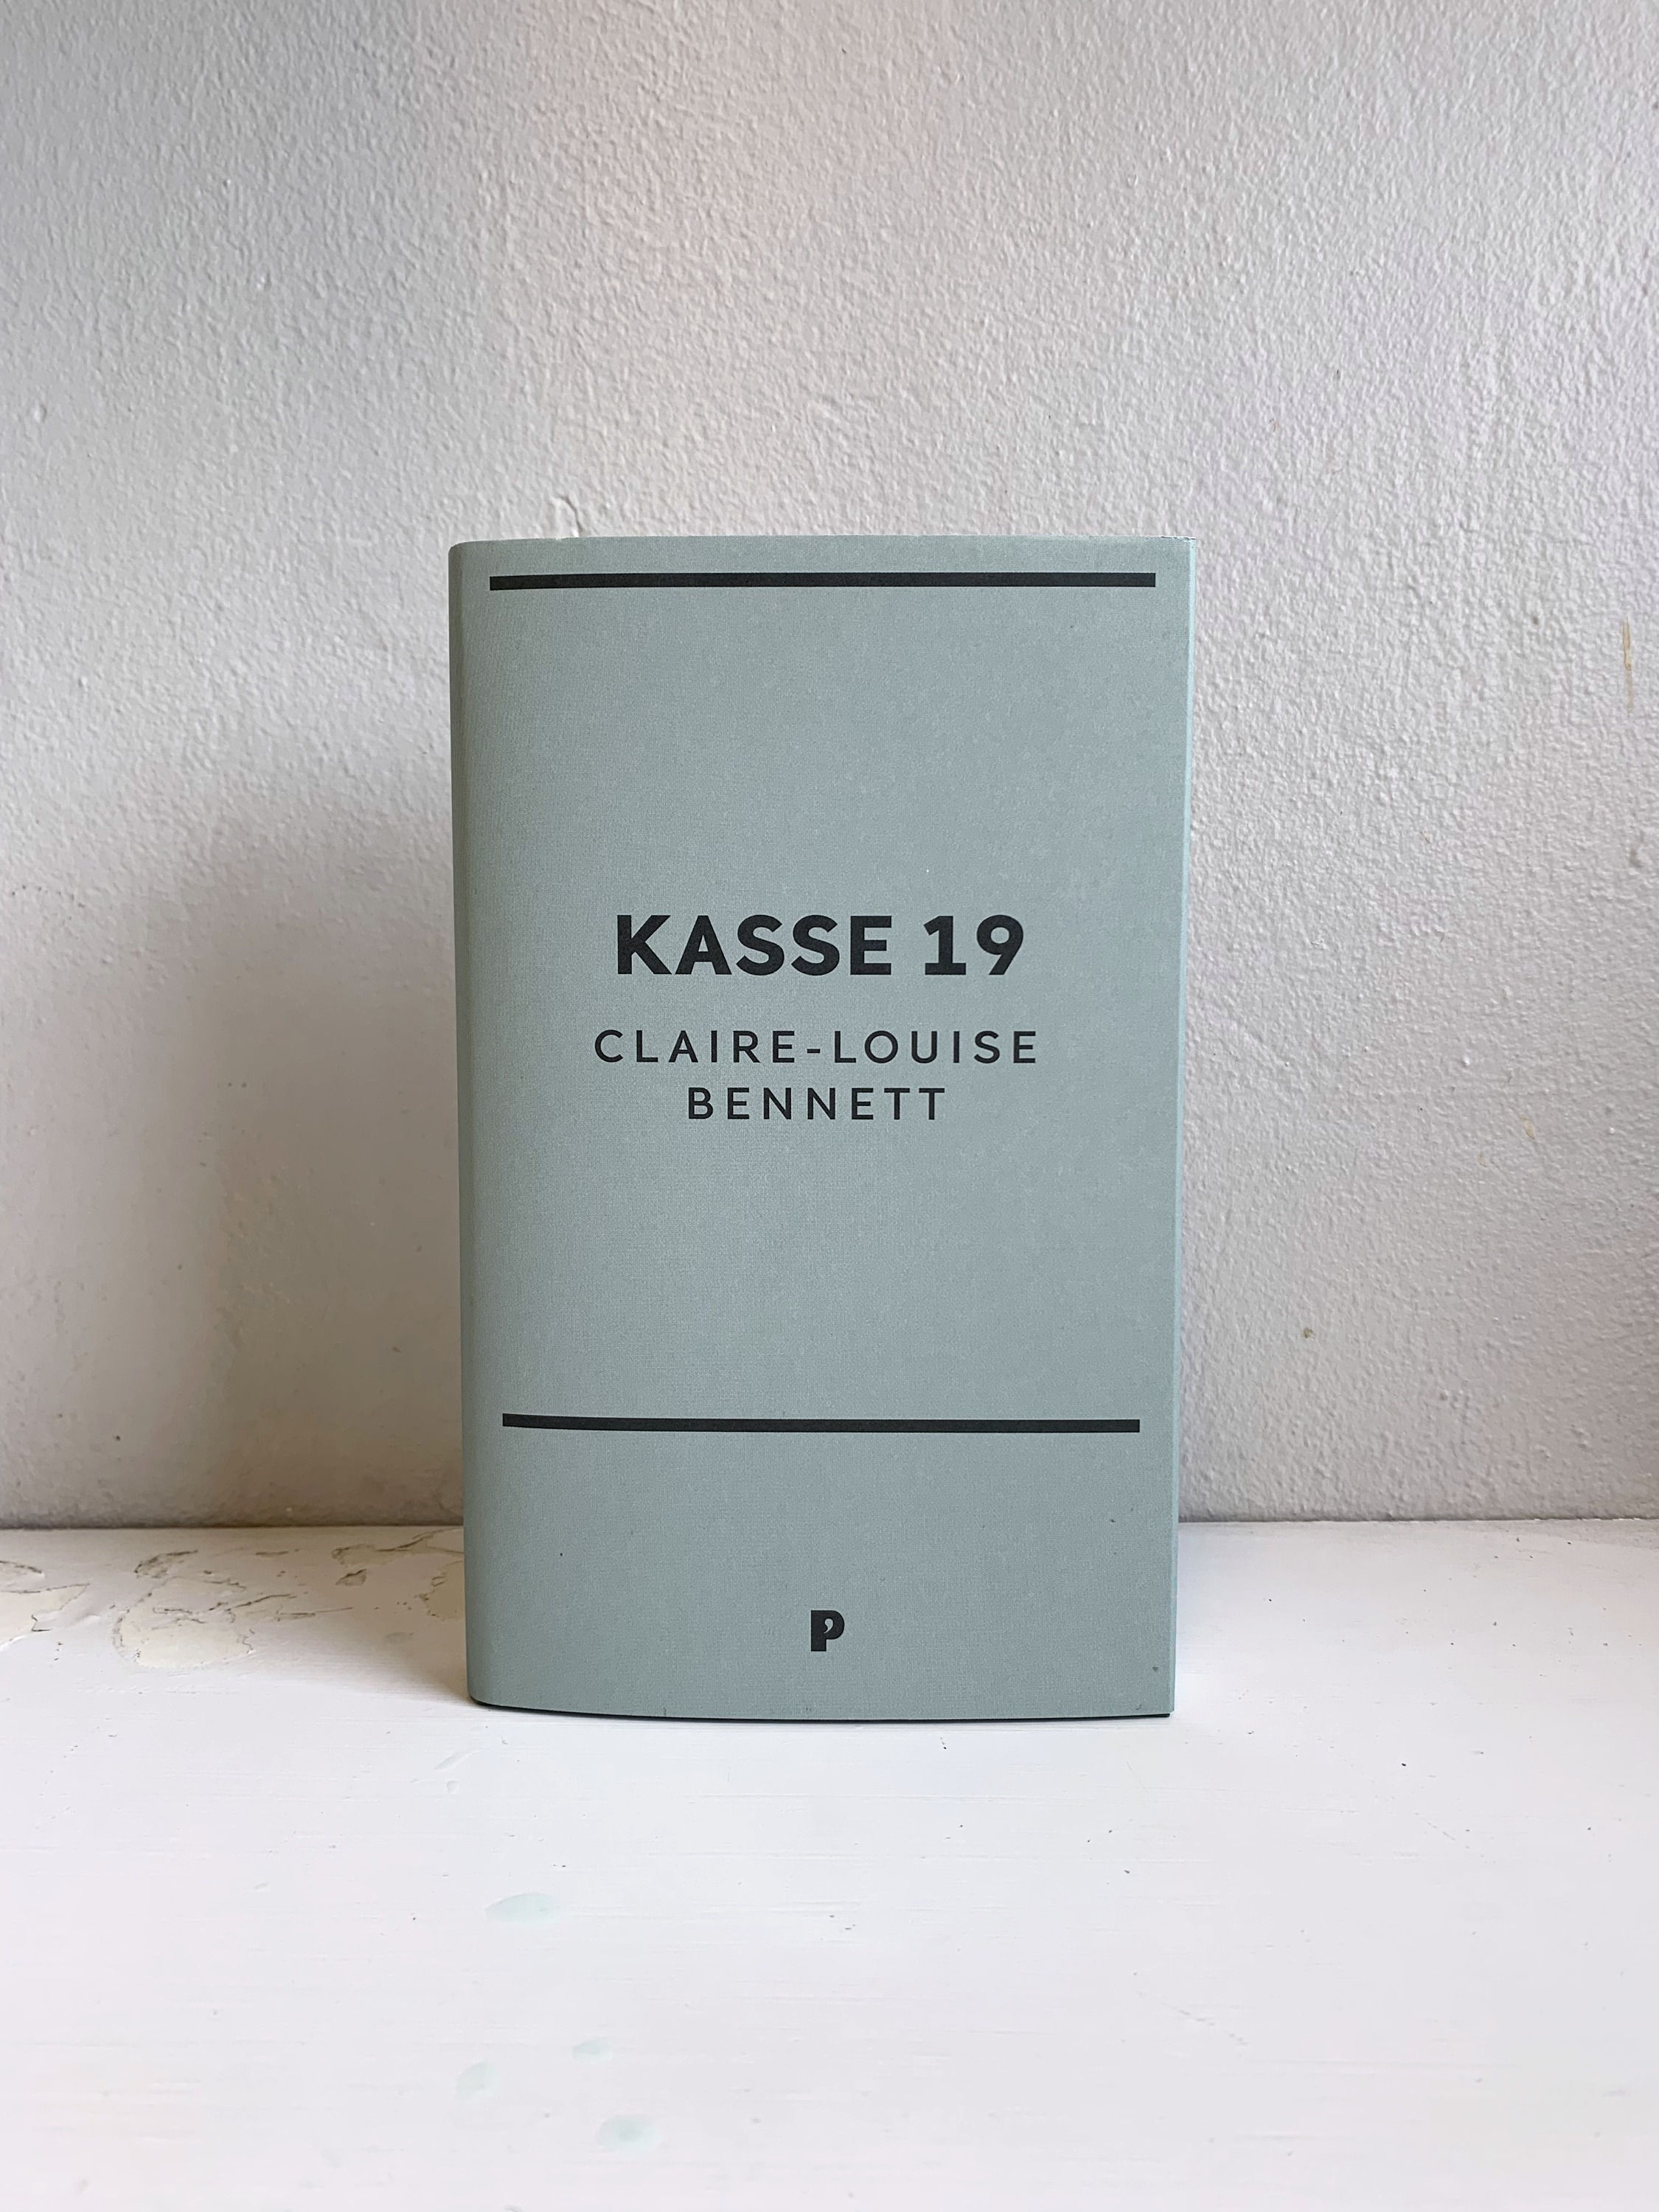 KASSE 19
CLAIRE-LOUISE
BENNETT
P